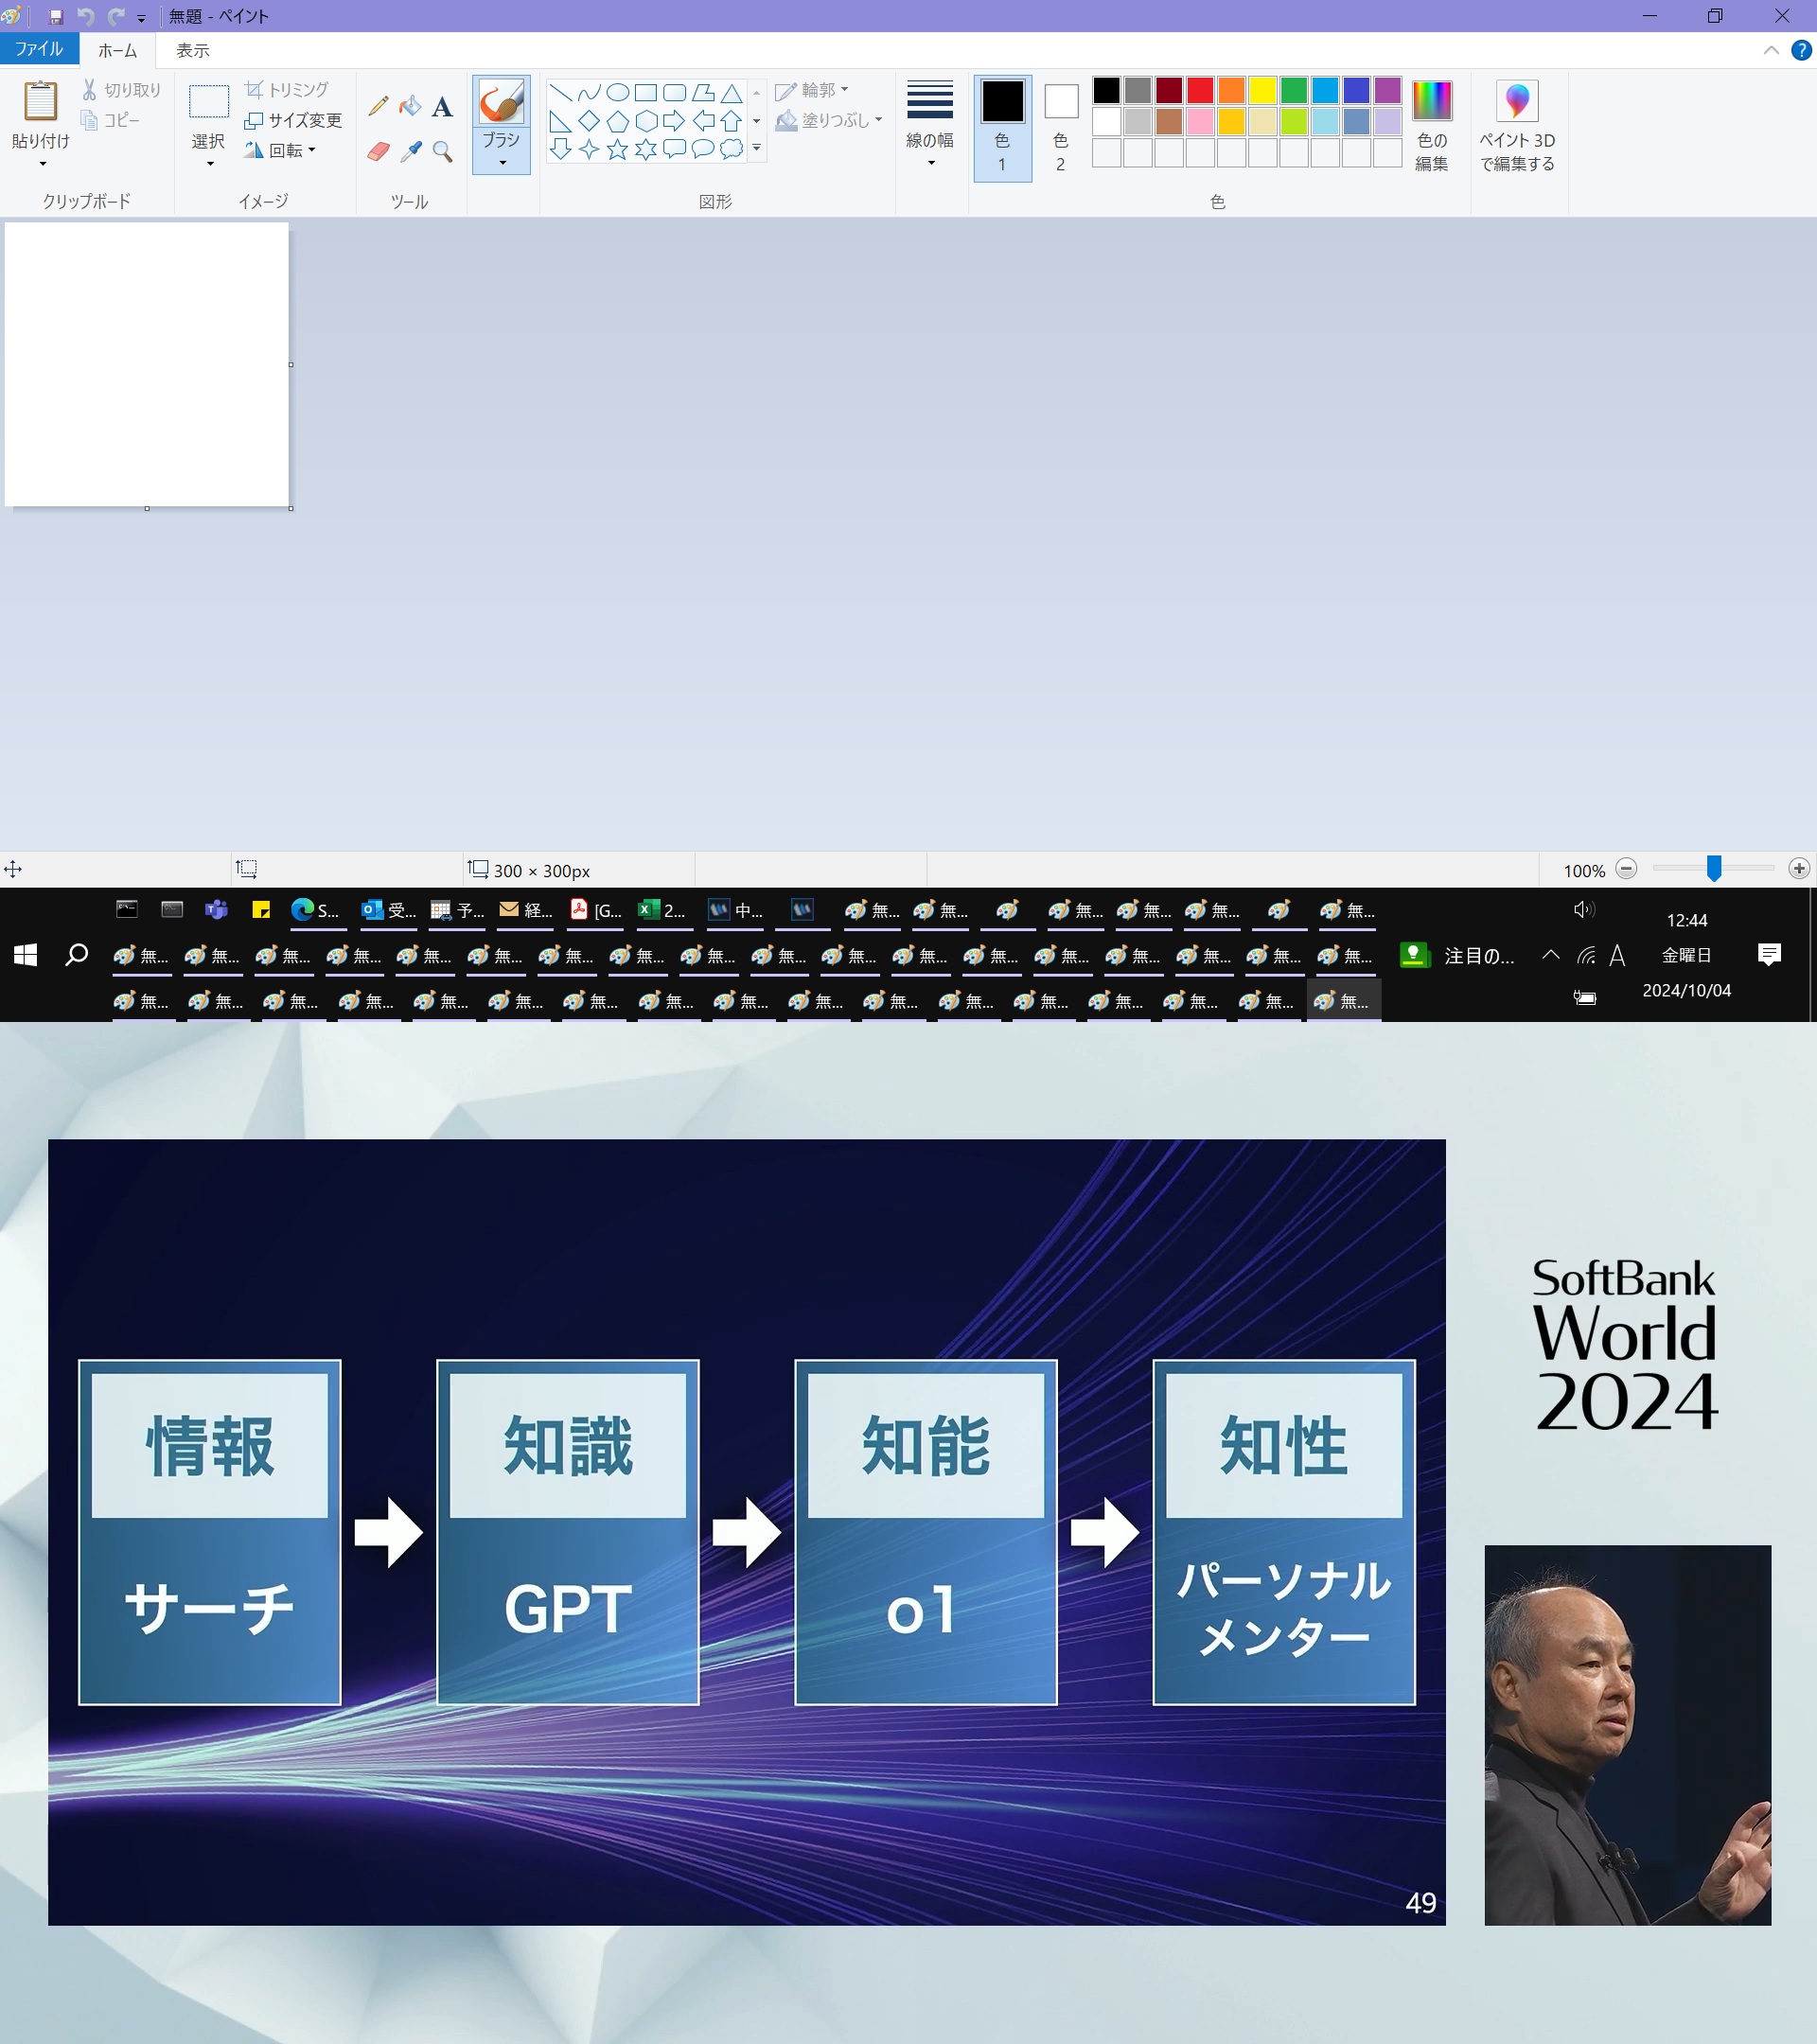 無題 - ペイント
ファイル ホーム 表示
貼り付け
切り取り
コピー
クリップボード
選択
トリミング
サイズ変更
回転
イメージ
A
ツール
ブラシ
図形
輪郭
塗りつぶし
線の幅
色
1
色
2
色の
編集
色
ペイント 3D
で編集する
300 × 300px
100%
S... 受... 予... 経... [G... 2... 中... 無... 無... 無... 無... 無... 無...
無... 無... 無... 無... 無... 無... 無... 無... 無... 無... 無... 無... 無... 無... 無... 無... 無... 無...
無... 無... 無... 無... 無... 無... 無... 無... 無... 無... 無... 無... 無... 無... 無... 無... 無...
注目の...
A
12:44
金曜日
2024/10/04
情報
サーチ
知識
GPT
知能
o1
知性
パーソナル
メンター
49
SoftBank
World
2024